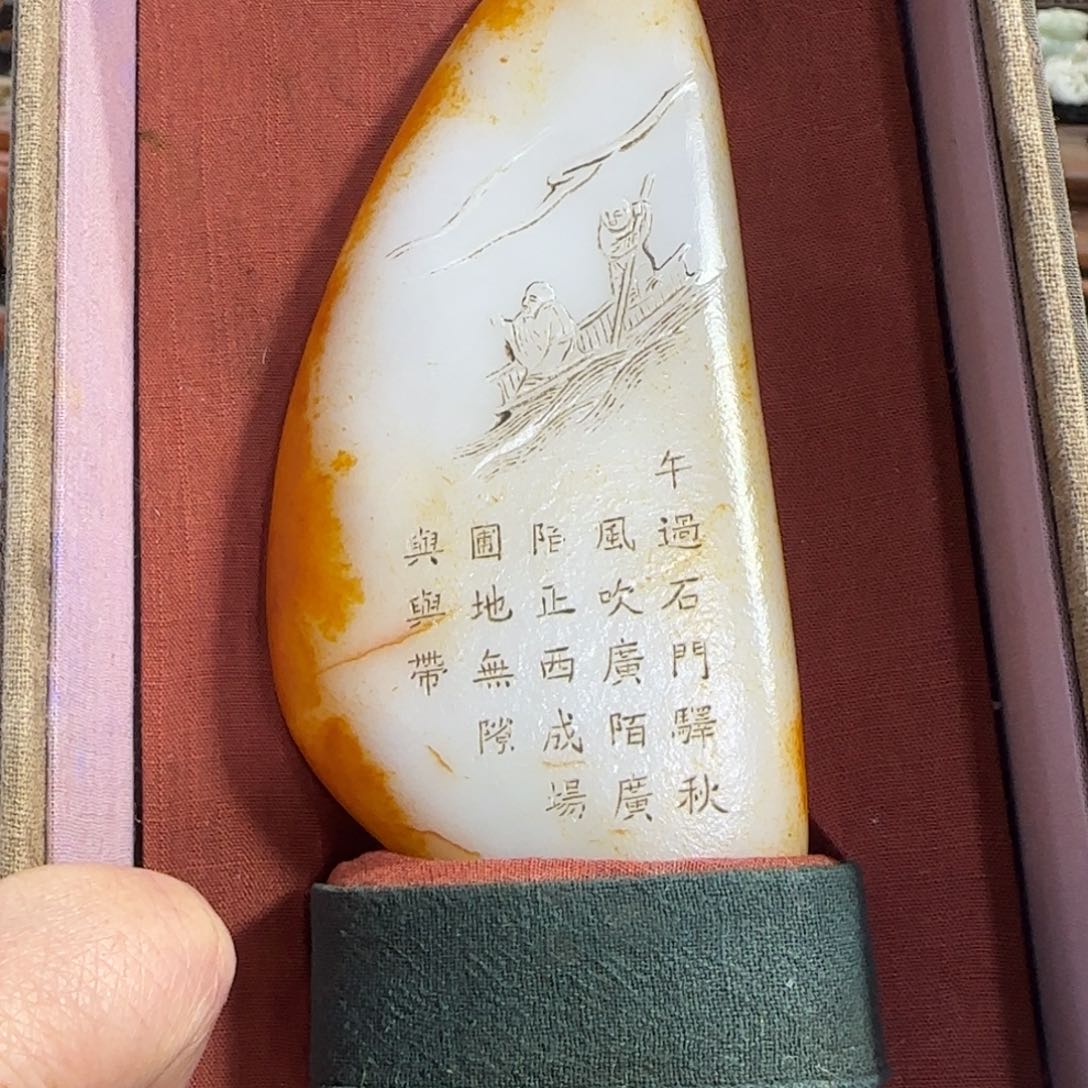 午過石門驛秋
風吹廣陌廣
陌正西成場
圃地無隙
與與帶